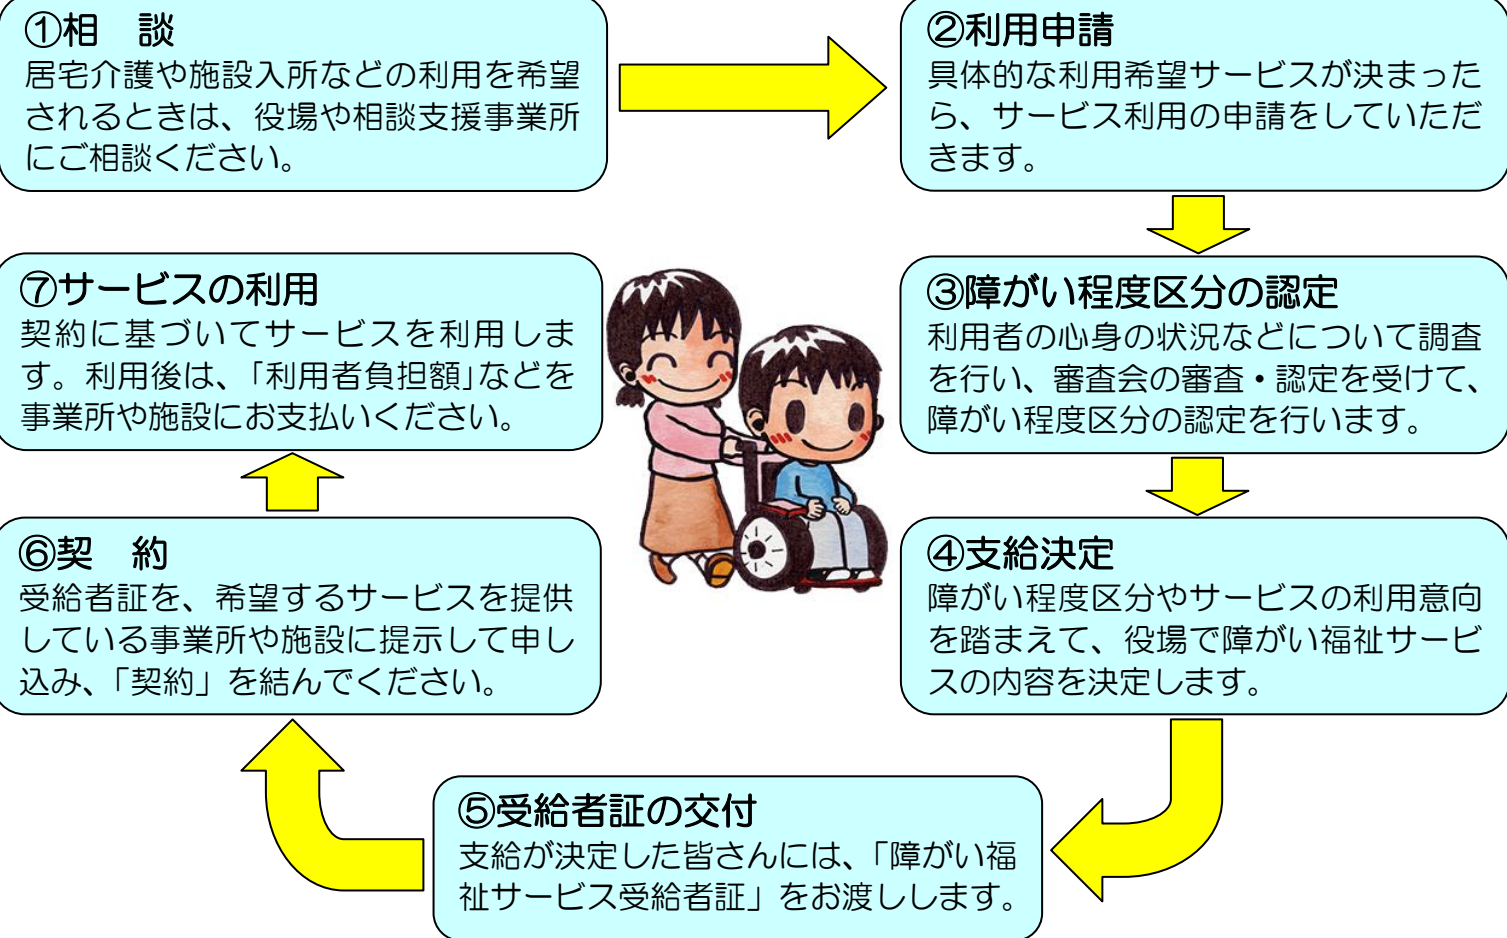 ①相　談
居宅介護や施設入所などの利用を希望
されるときは、役場や相談支援事業所
にご相談ください。
②利用申請
具体的な利用希望サービスが決まった
ら、サービス利用の申請をしていただ
きます。
③障がい程度区分の認定
利用者の心身の状況などについて調査
を行い、審査会の審査・認定を受けて、
障がい程度区分の認定を行います。
④支給決定
障がい程度区分やサービスの利用意向
を踏まえて、役場で障がい福祉サービ
スの内容を決定します。
⑤受給者証の交付
支給が決定した皆さんには、「障がい福
祉サービス受給者証」をお渡しします。
⑥契　約
受給者証を、希望するサービスを提供
している事業所や施設に提示して申し
込み、「契約」を結んでください。
⑦サービスの利用
契約に基づいてサービスを利用しま
す。利用後は、「利用者負担額」などを
事業所や施設にお支払いください。